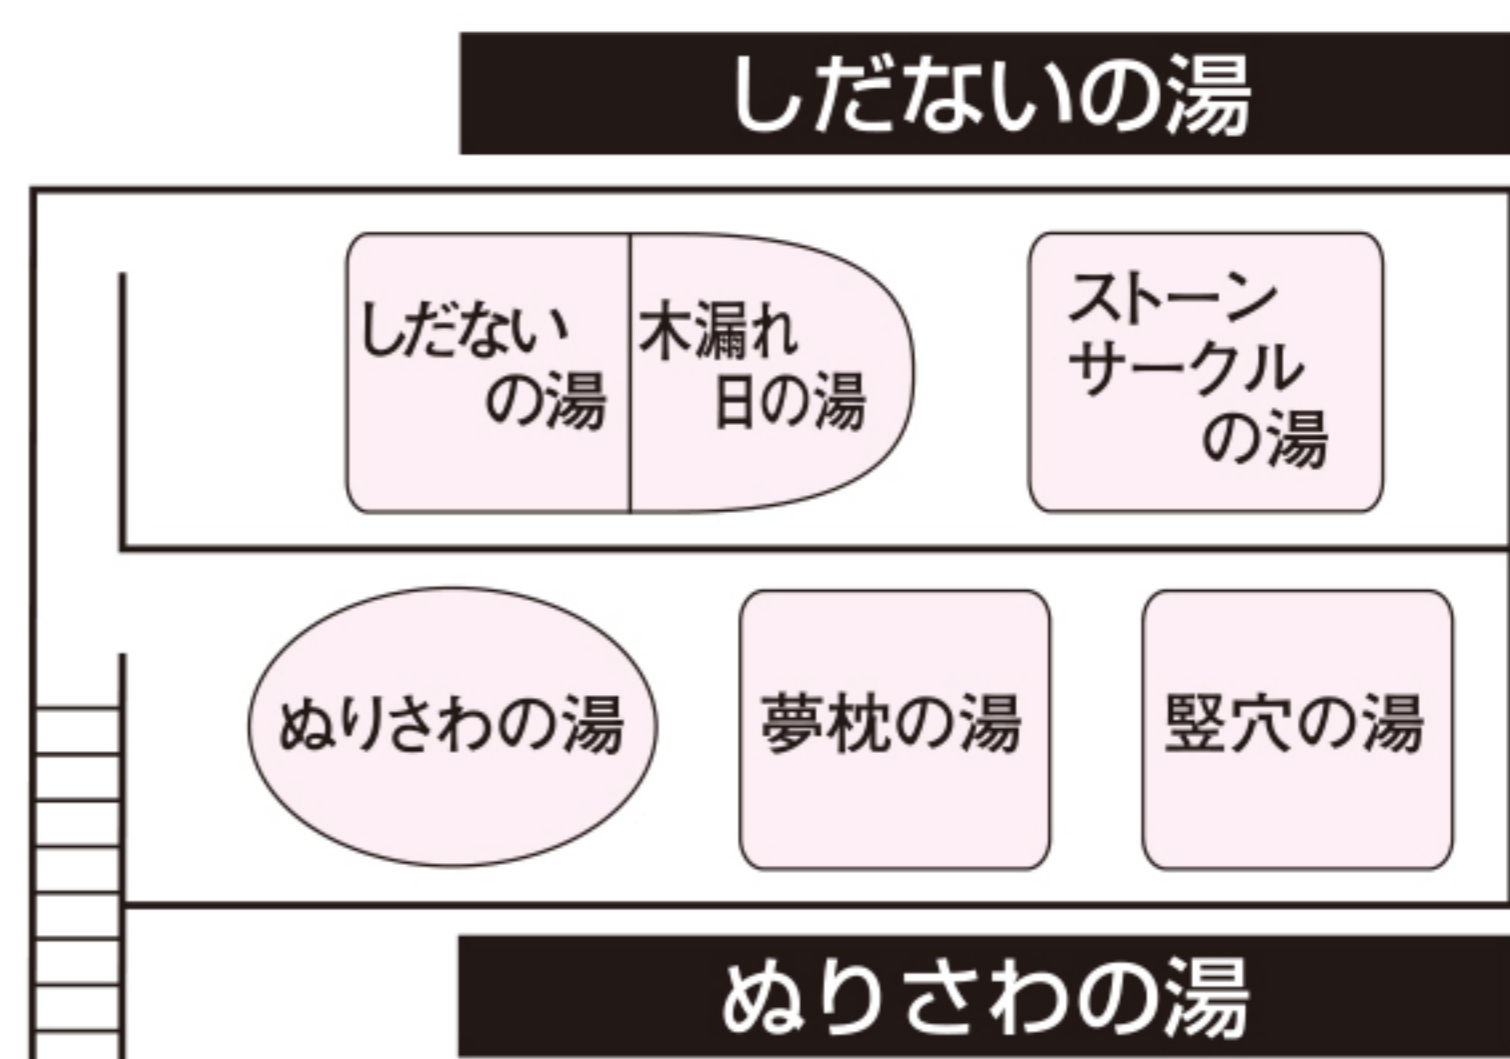 しだないの湯
しだない
の湯
木漏れ
日の湯
ストーン
サークル
の湯
ぬりさわの湯
夢枕の湯
竪穴の湯
ぬりさわの湯